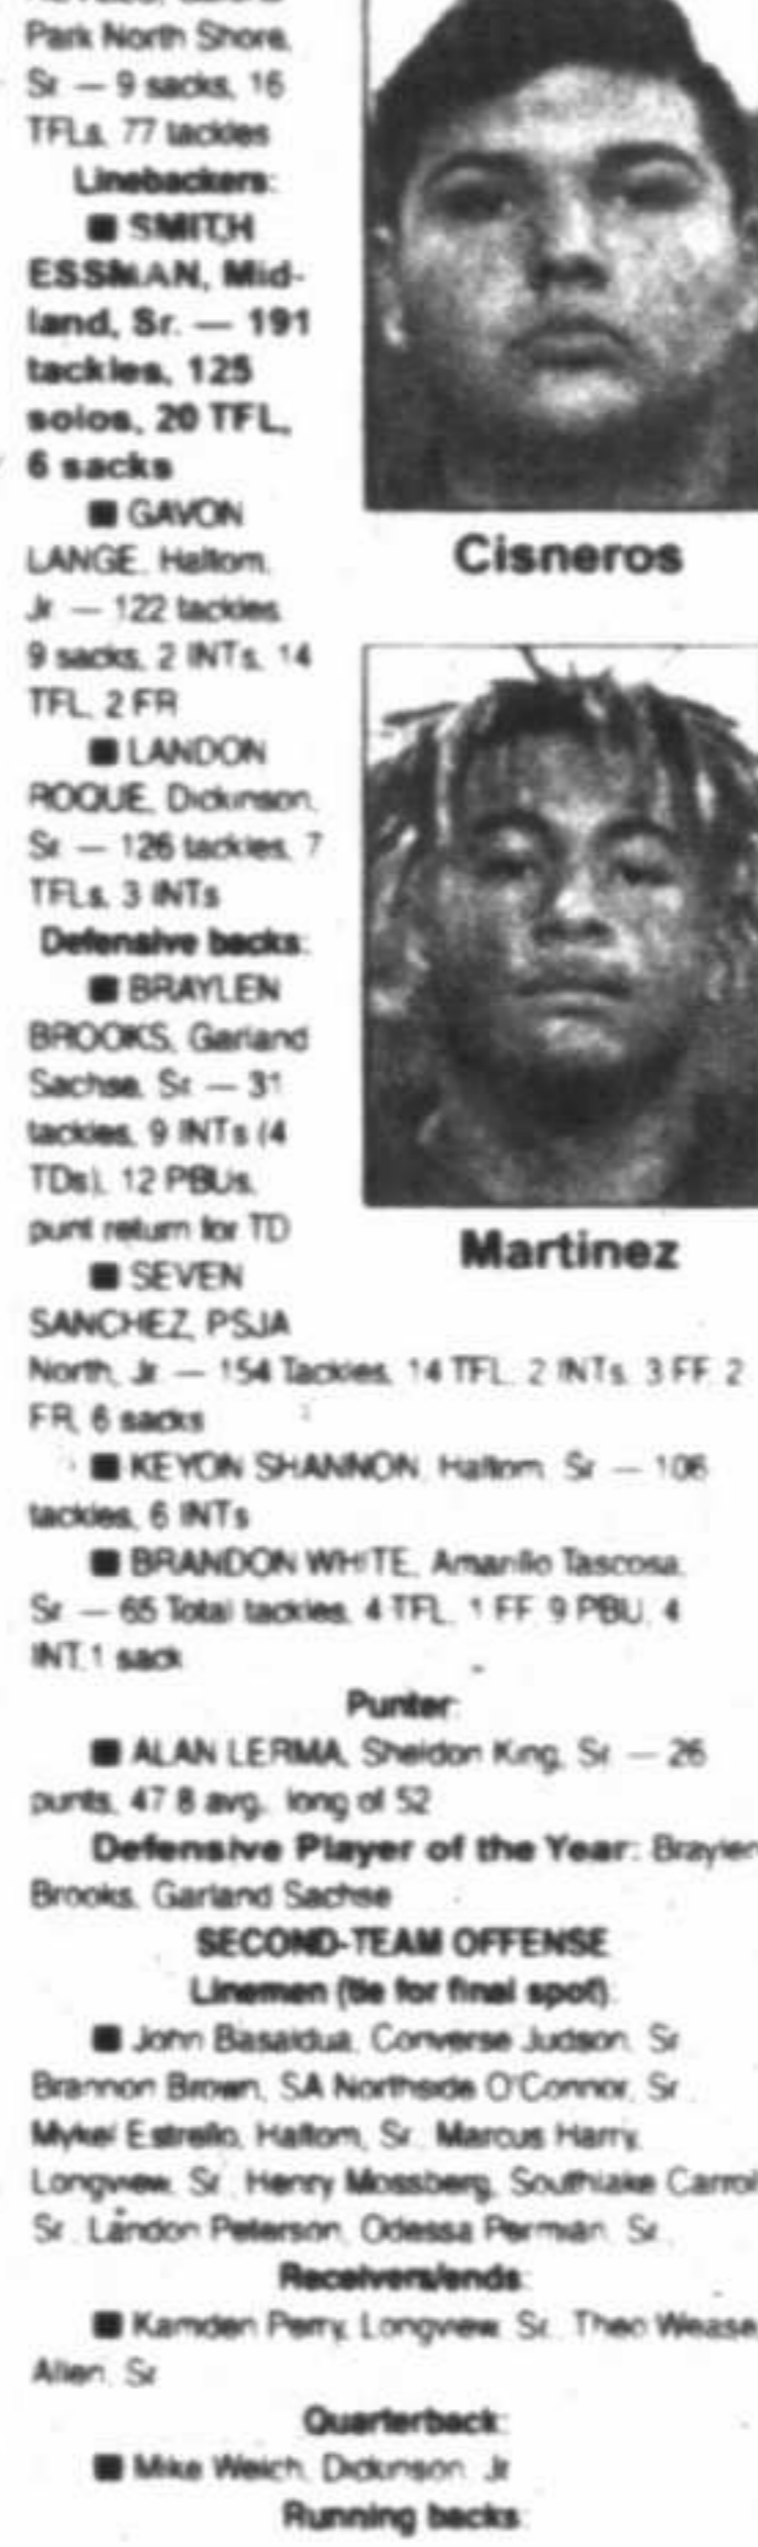 Park North Shore,
Sr. — 9 sacks, 16
TFLs, 77 tackles
Linebackers:
■ SMITH
ESSMAN, Mid-
land, Sr. — 191
tackles, 125
solos, 20 TFL,
6 sacks
■ GAVON
LANGE, Haltom,
Jr. — 122 tackles,
9 sacks, 2 INTs, 14
TFL, 2 FR
■ LANDON
ROQUE, Dickinson,
Sr. — 126 tackles, 7
TFLs, 3 INTs
Defensive backs:
■ BRAYLEN
BROOKS, Garland
Sachse, Sr. — 31
tackles, 9 INTs (4
TDs), 12 PBUs,
punt return for TD
■ SEVEN
SANCHEZ, PSJA
North, Jr. — 154 Tackles, 14 TFL, 2 INTs, 3 FF, 2
FR, 6 sacks
■ KEYON SHANNON, Haltom, Sr. — 106
tackles, 6 INTs
■ BRANDON WHITE, Amarillo Tascosa,
Sr. — 65 Total tackles, 4 TFL, 1 FF, 9 PBU, 4
INT, 1 sack
Punter:
■ ALAN LERMA, Sheldon King, Sr. — 26
punts, 47.8 avg., long of 52
Defensive Player of the Year: Braylen
Brooks, Garland Sachse
SECOND-TEAM OFFENSE
Linemen (tie for final spot):
■ John Basaldua, Converse Judson, Sr.
Brannon Brown, SA Northside O'Connor, Sr.,
Mykel Estrello, Haltom, Sr., Marcus Harry,
Longview, Sr., Henry Mossberg, Southlake Carroll
Sr., Landon Peterson, Odessa Permian, Sr.,
Receivers/ends:
■ Kamden Perry, Longview, Sr., Theo Wease,
Allen, Sr.
Quarterback:
■ Mike Welch, Dickinson, Jr.
Running backs:
Cisneros
Martinez